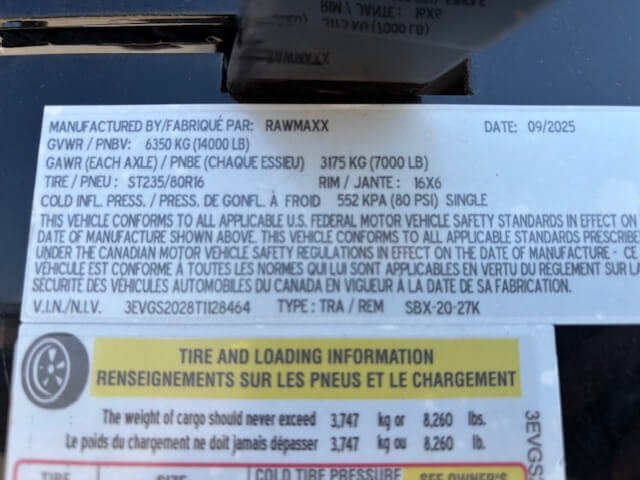 MANUFACTURED BY/FABRIQUÉ PAR: RAWMAXX DATE: 09/2025
GVWR / PNBV: 6350 KG (14000 LB)
GAWR (EACH AXLE) / PNBE (CHAQUE ESSIEU) 3175 KG (7000 LB)
TIRE / PNEU : ST235/80R16 RIM / JANTE : 16X6
COLD INFL. PRESS. / PRESS. DE GONFL. À FROID 552 KPA (80 PSI) SINGLE
THIS VEHICLE CONFORMS TO ALL APPLICABLE U.S. FEDERAL MOTOR VEHICLE SAFETY STANDARDS IN EFFECT ON
DATE OF MANUFACTURE SHOWN ABOVE. THIS VEHICLE CONFORMS TO ALL APPLICABLE STANDARDS PRESCRIBE
UNDER THE CANADIAN MOTOR VEHICLE SAFETY REGULATIONS IN EFFECT ON THE DATE OF MANUFACTURE - CE
VÉHICULE EST CONFORME À TOUTES LES NORMES QUI LUI SONT APPLICABLES EN VERTU DU RÈGLEMENT SUR LA
SÉCURITÉ DES VÉHICULES AUTOMOBILES DU CANADA EN VIGUEUR À LA DATE DE SA FABRICATION.
V.I.N./N.I.V. 3EVGS2028T1128464 TYPE : TRA / REM SBX-20-27K
TIRE AND LOADING INFORMATION
RENSEIGNEMENTS SUR LES PNEUS ET LE CHARGEMENT
The weight of cargo should never exceed 3,747 kg or 8,260 lbs.
Le poids du chargement ne doit jamais dépasser 3,747 kg ou 8,260 lb.
3EVGS
TIRE SIZE COLD TIRE PRESSURE SEE OWNER'S